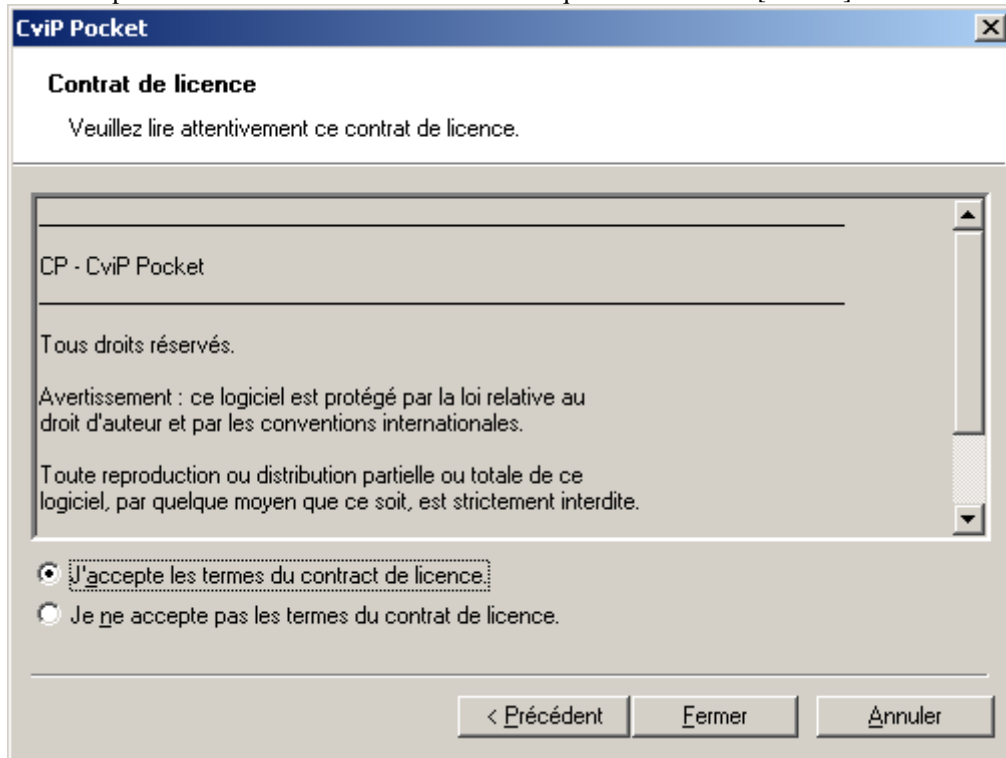 CviP Pocket
Contrat de licence
Veuillez lire attentivement ce contrat de licence.
CP - CviP Pocket
Tous droits réservés.
Avertissement : ce logiciel est protégé par la loi relative au
droit d'auteur et par les conventions internationales.
Toute reproduction ou distribution partielle ou totale de ce
logiciel, par quelque moyen que ce soit, est strictement interdite.
J'accepte les termes du contract de licence.
Je ne accepte pas les termes du contrat de licence.
< Précédent Fermer Annuler